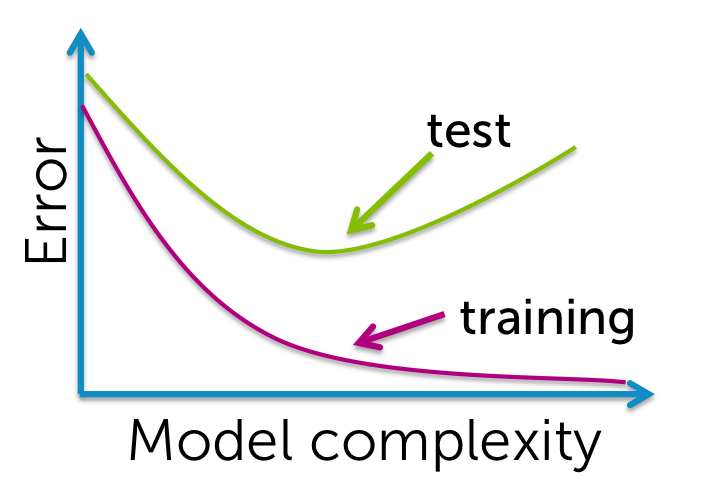 test
Error
training
Model complexity